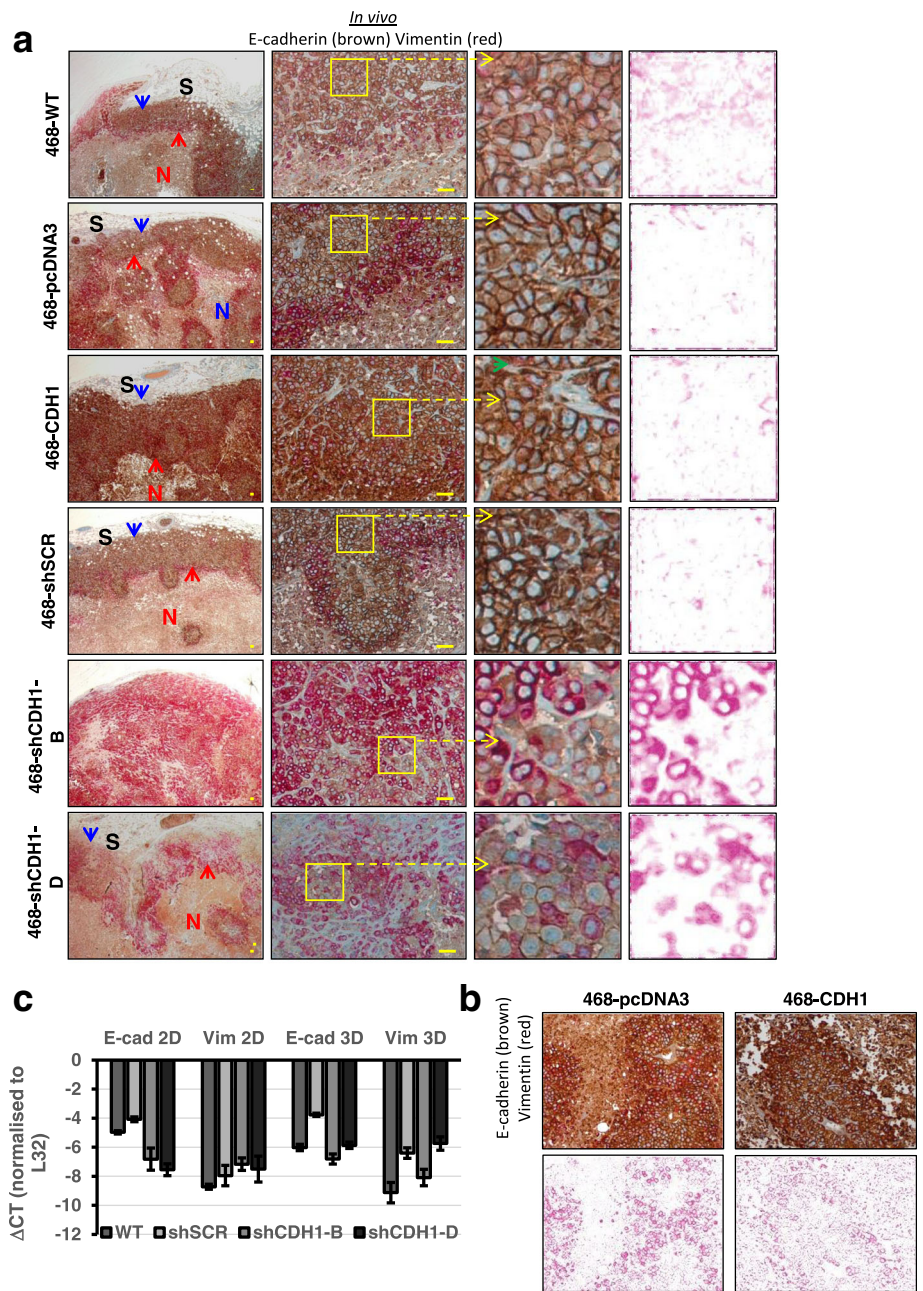 In vivo
a
E-cadherin (brown) Vimentin (red)
468-WT
S
N
468-pcDNA3
S
N
468-CDH1
S
N
468-shSCR
S
N
468-shCDH1-
B
468-shCDH1-
D
S
N
c
E-cad 2D Vim 2D E-cad 3D Vim 3D
0
-2
-4
-6
-8
-10
-12
ΔCT (normalised to
L32)
WT shSCR shCDH1-B shCDH1-D
b
468-pcDNA3 468-CDH1
E-cadherin (brown)
Vimentin (red)